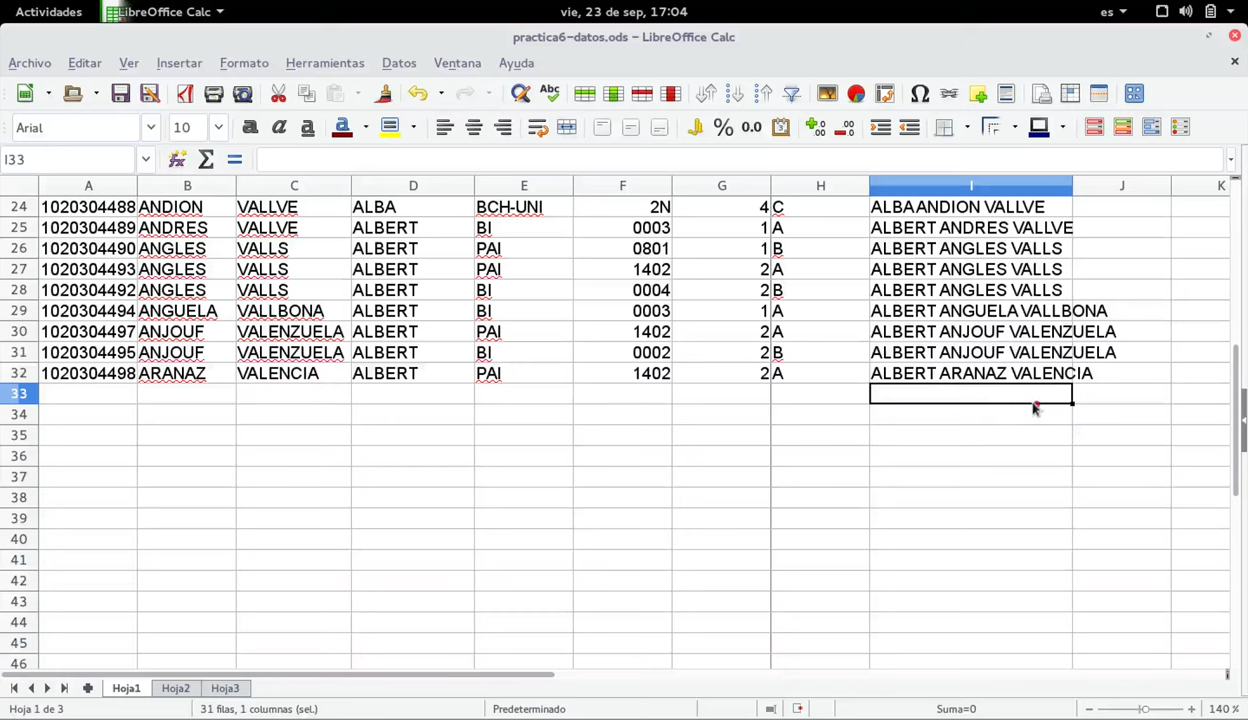 Actividades LibreOffice Calc vie, 23 de sep, 17:04 es
practica6-datos.ods – LibreOffice Calc
Archivo Editar Ver Insertar Formato Herramientas Datos Ventana Ayuda
Abc
Arial 10 a a a a % 0.0
I33
A B C D E F G H I J K
24 1020304488 ANDION VALLVE ALBA BCH-UNI 2N 4 C ALBA ANDION VALLVE
25 1020304489 ANDRES VALLVE ALBERT BI 0003 1 A ALBERT ANDRES VALLVE
26 1020304490 ANGLES VALLS ALBERT PAI 0801 1 B ALBERT ANGLES VALLS
27 1020304493 ANGLES VALLS ALBERT PAI 1402 2 A ALBERT ANGLES VALLS
28 1020304492 ANGLES VALLS ALBERT BI 0004 2 B ALBERT ANGLES VALLS
29 1020304494 ANGUELA VALLBONA ALBERT BI 0003 1 A ALBERT ANGUELA VALLBONA
30 1020304497 ANJOUF VALENZUELA ALBERT PAI 1402 2 A ALBERT ANJOUF VALENZUELA
31 1020304495 ANJOUF VALENZUELA ALBERT BI 0002 2 B ALBERT ANJOUF VALENZUELA
32 1020304498 ARANAZ VALENCIA ALBERT PAI 1402 2 A ALBERT ARANAZ VALENCIA
33
34
35
36
37
38
39
40
41
42
43
44
45
46
Hoja1 Hoja2 Hoja3
Hoja 1 de 3 31 filas, 1 columnas (sel.) Predeterminado Suma=0 140 %